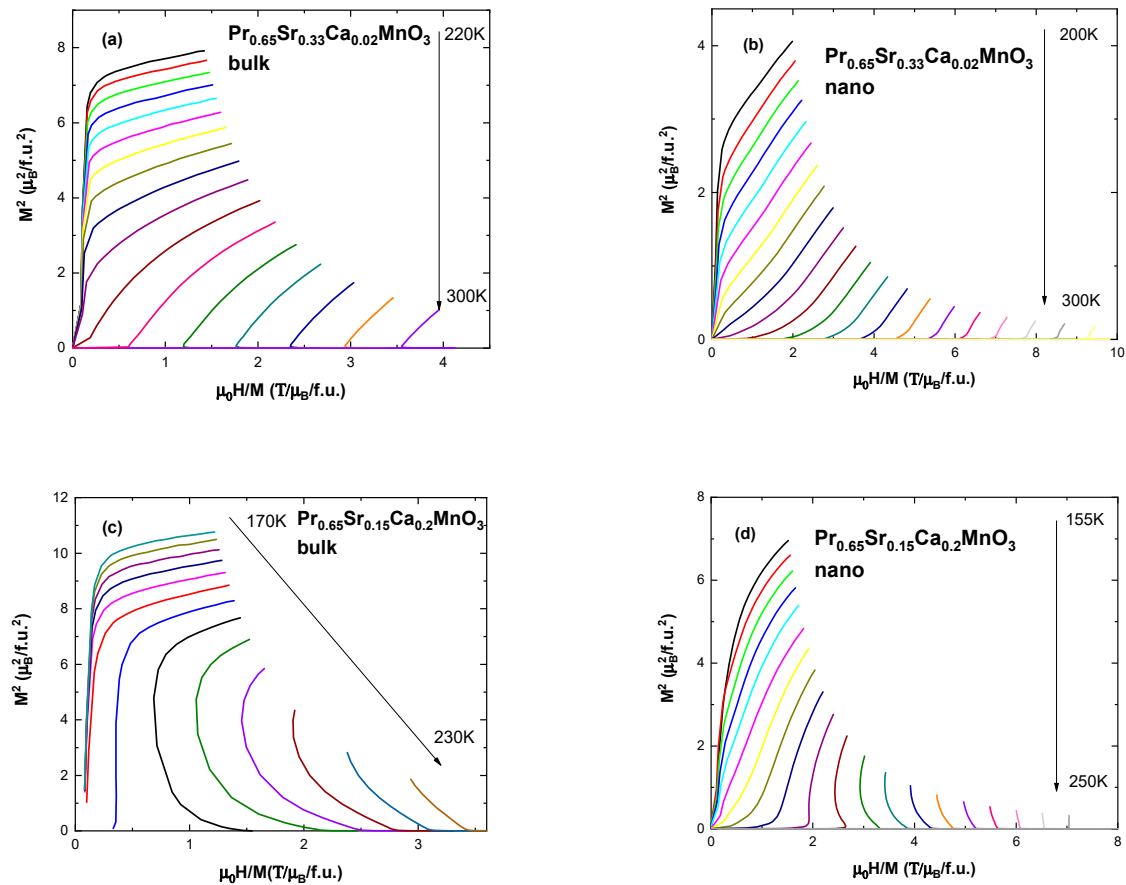 (a)
Pr0.65Sr0.33Ca0.02MnO3
bulk
220K
300K
M2 (μB2/f.u.2)
8
6
4
2
0
0 1 2 3 4
μ0H/M (T/μB/f.u.)
(b)
Pr0.65Sr0.33Ca0.02MnO3
nano
200K
300K
M2 (μB2/f.u.2)
4
2
0
0 2 4 6 8 10
μ0H/M (T/μB/f.u.)
(c)
Pr0.65Sr0.15Ca0.2MnO3
bulk
170K
230K
M2 (μB2/f.u.2)
12
10
8
6
4
2
0
0 1 2 3
μ0H/M(T/μB/f.u.)
(d)
Pr0.65Sr0.15Ca0.2MnO3
nano
155K
250K
M2 (μB2/f.u.2)
8
7
6
5
4
3
2
1
0
0 2 4 6 8
μ0H/M (T/μB/f.u.)